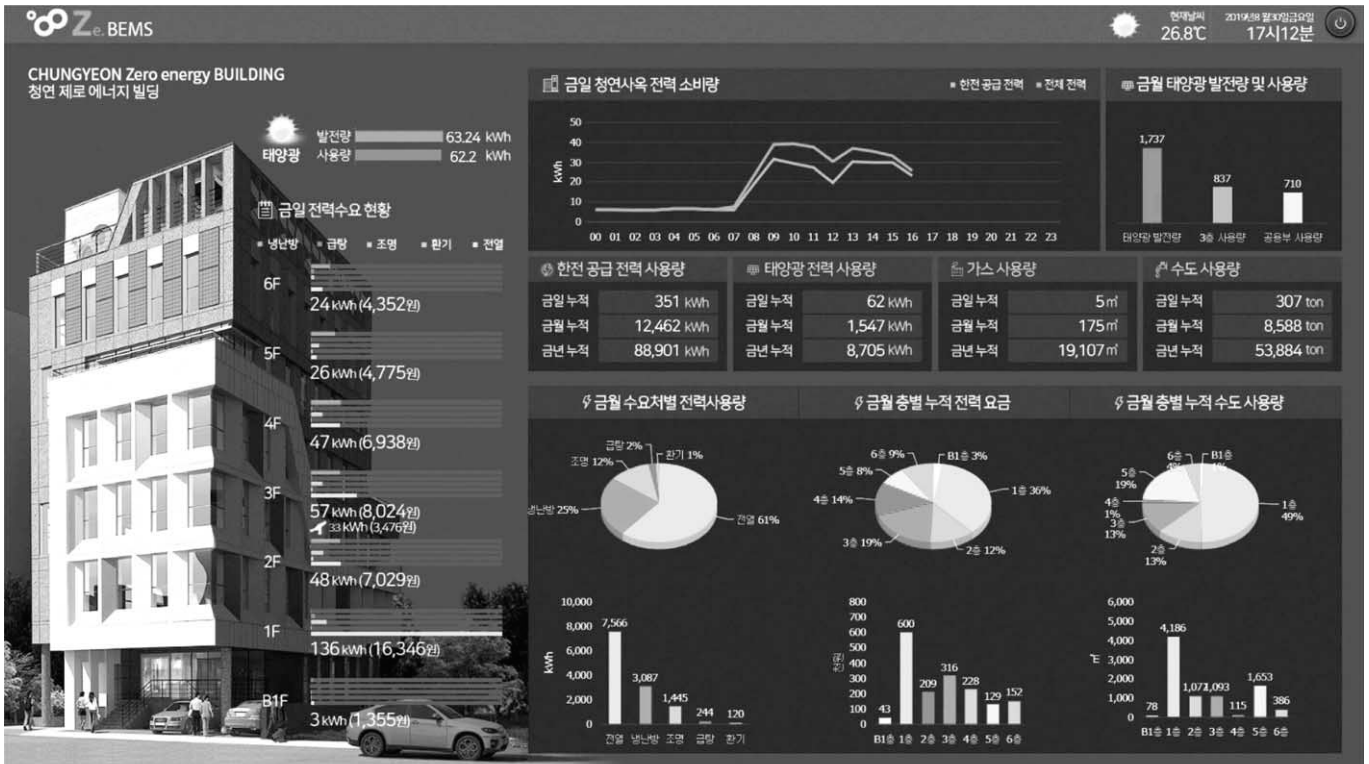 Ze. BEMS
현재날씨
26.8℃
2019년8월30일금요일
17시12분
CHUNGYEON Zero energy BUILDING
청연 제로 에너지 빌딩
태양광
발전량 63.24 kWh
사용량 62.2 kWh
금일 전력수요 현황
냉난방 급탕 조명 환기 전열
6F
24 kWh (4,352원)
5F
26 kWh (4,775원)
4F
47 kWh (6,938원)
3F
57 kWh (8,024원)
33 kWh (3,476원)
2F
48 kWh (7,029원)
1F
136 kWh (16,346원)
B1F
3 kWh (1,355원)
금일 청연사옥 전력 소비량
한전 공급 전력 전체 전력
kWh
50
40
30
20
10
0
00 01 02 03 04 05 06 07 08 09 10 11 12 13 14 15 16 17 18 19 20 21 22 23
금월 태양광 발전량 및 사용량
1,737
837
710
태양광 발전량 3층 사용량 공용부 사용량
한전 공급 전력 사용량
금일 누적 351 kWh
금월 누적 12,462 kWh
금년 누적 88,901 kWh
태양광 전력 사용량
금일 누적 62 kWh
금월 누적 1,547 kWh
금년 누적 8,705 kWh
가스 사용량
금일 누적 5㎥
금월 누적 175㎥
금년 누적 19,107㎥
수도 사용량
금일 누적 307 ton
금월 누적 8,588 ton
금년 누적 53,884 ton
금월 수요처별 전력사용량
급탕 2%
환기 1%
조명 12%
냉난방 25%
전열 61%
kWh
10,000
8,000
6,000
4,000
2,000
0
7,566
3,087
1,445
244
120
전열 냉난방 조명 급탕 환기
금월 층별 누적 전력 요금
6층 9%
B1층 3%
5층 8%
1층 36%
4층 14%
3층 19%
2층 12%
천원
800
700
600
500
400
300
200
100
0
43
600
209
316
228
129
152
B1층 1층 2층 3층 4층 5층 6층
금월 층별 누적 수도 사용량
6층
4%
B1층
1%
5층
19%
4층
1%
3층
13%
2층
13%
1층
49%
㎥
6,000
5,000
4,000
3,000
2,000
1,000
0
78
4,186
1,077
1,093
115
1,653
386
B1층 1층 2층 3층 4층 5층 6층